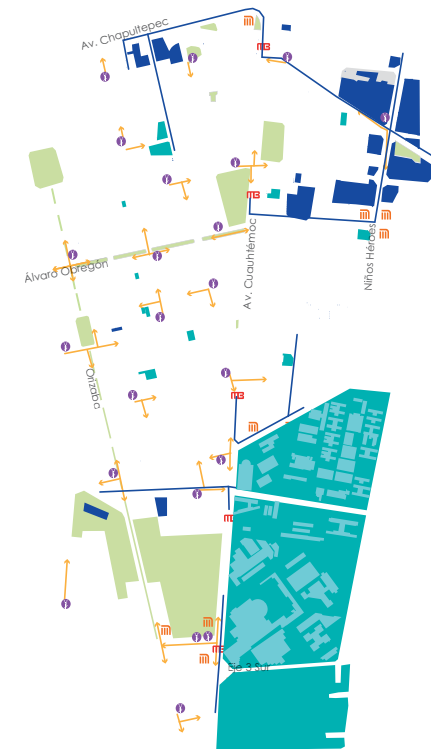 Av. Chapultepec
Av. Cuauhtémoc
Niños Héroes
Álvaro Obregón
Orizaba
Eje 3 Sur